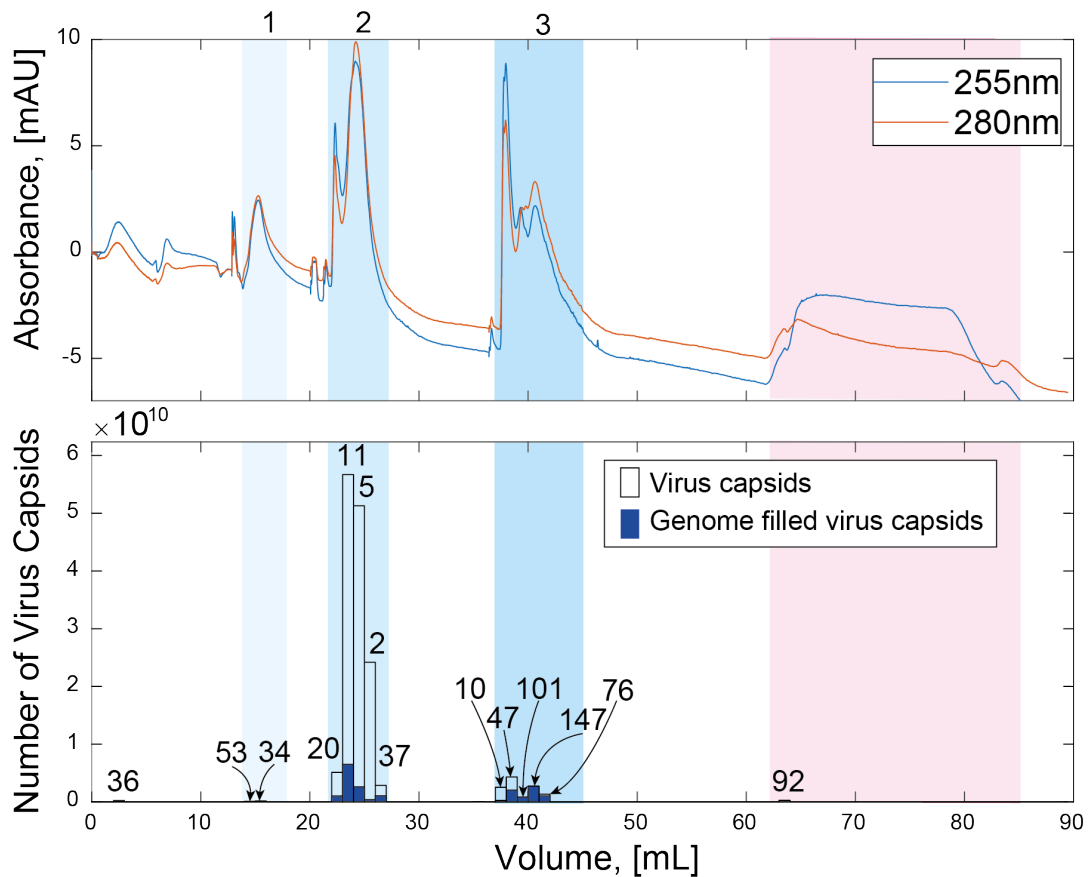 1 2 3
10
5
0
-5
Absorbance, [mAU]
255nm
280nm
×10¹⁰
6
5
4
3
2
1
0
Number of Virus Capsids
Virus capsids
Genome filled virus capsids
36
53 34
20
11
5
2
37
10
47
101
147
76
92
0 10 20 30 40 50 60 70 80 90
Volume, [mL]